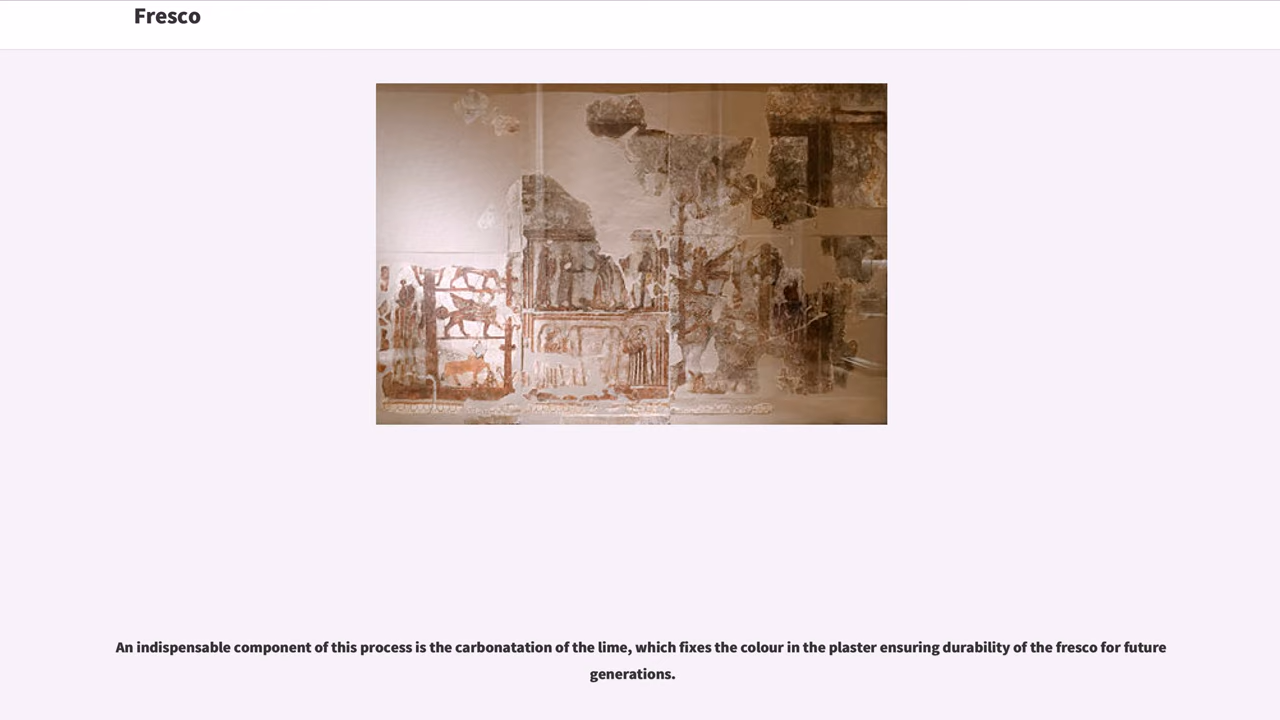 Fresco
An indispensable component of this process is the carbonatation of the lime, which fixes the colour in the plaster ensuring durability of the fresco for future
generations.